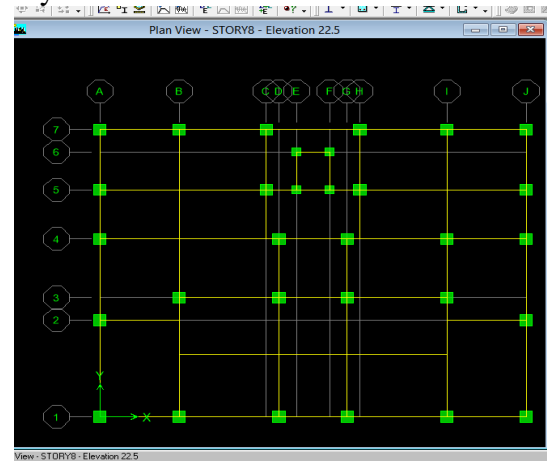 Plan View - STORY8 - Elevation 22.5
A B C D E F G H I J
7
6
5
4
3
2
Y
1
X
View - STORY8 - Elevation 22.5